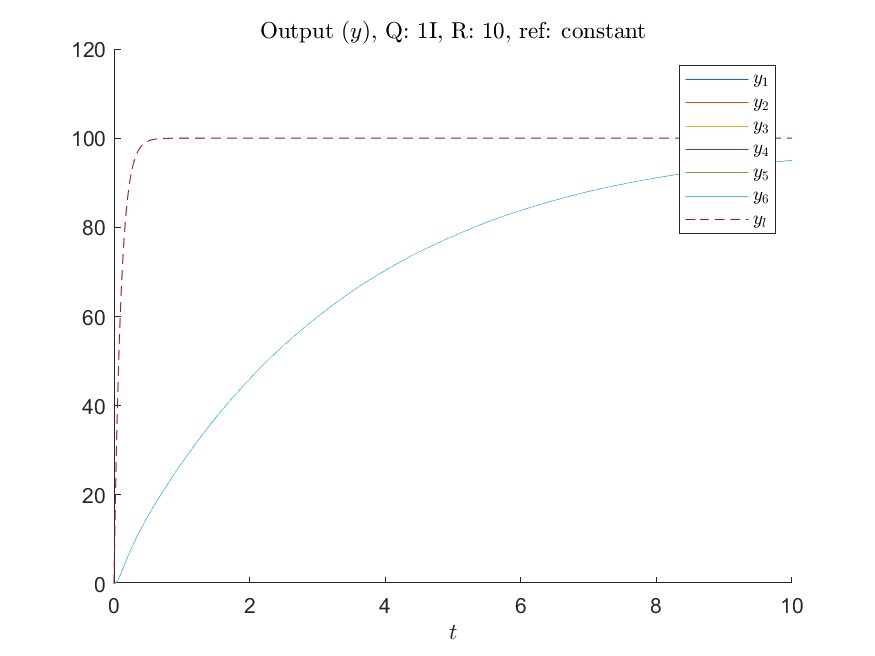 Output (y), Q: 1I, R: 10, ref: constant
120
100
80
60
40
20
0
y₁
y₂
y₃
y₄
y₅
y₆
yₗ
0 2 4 6 8 10
t